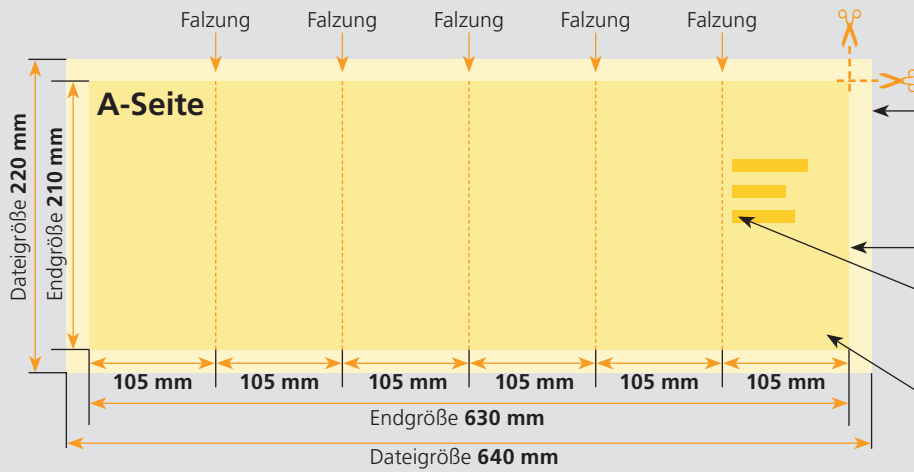 Falzung Falzung Falzung Falzung Falzung
A-Seite
Dateigröße 220 mm
Endgröße 210 mm
105 mm 105 mm 105 mm 105 mm 105 mm 105 mm
Endgröße 630 mm
Dateigröße 640 mm